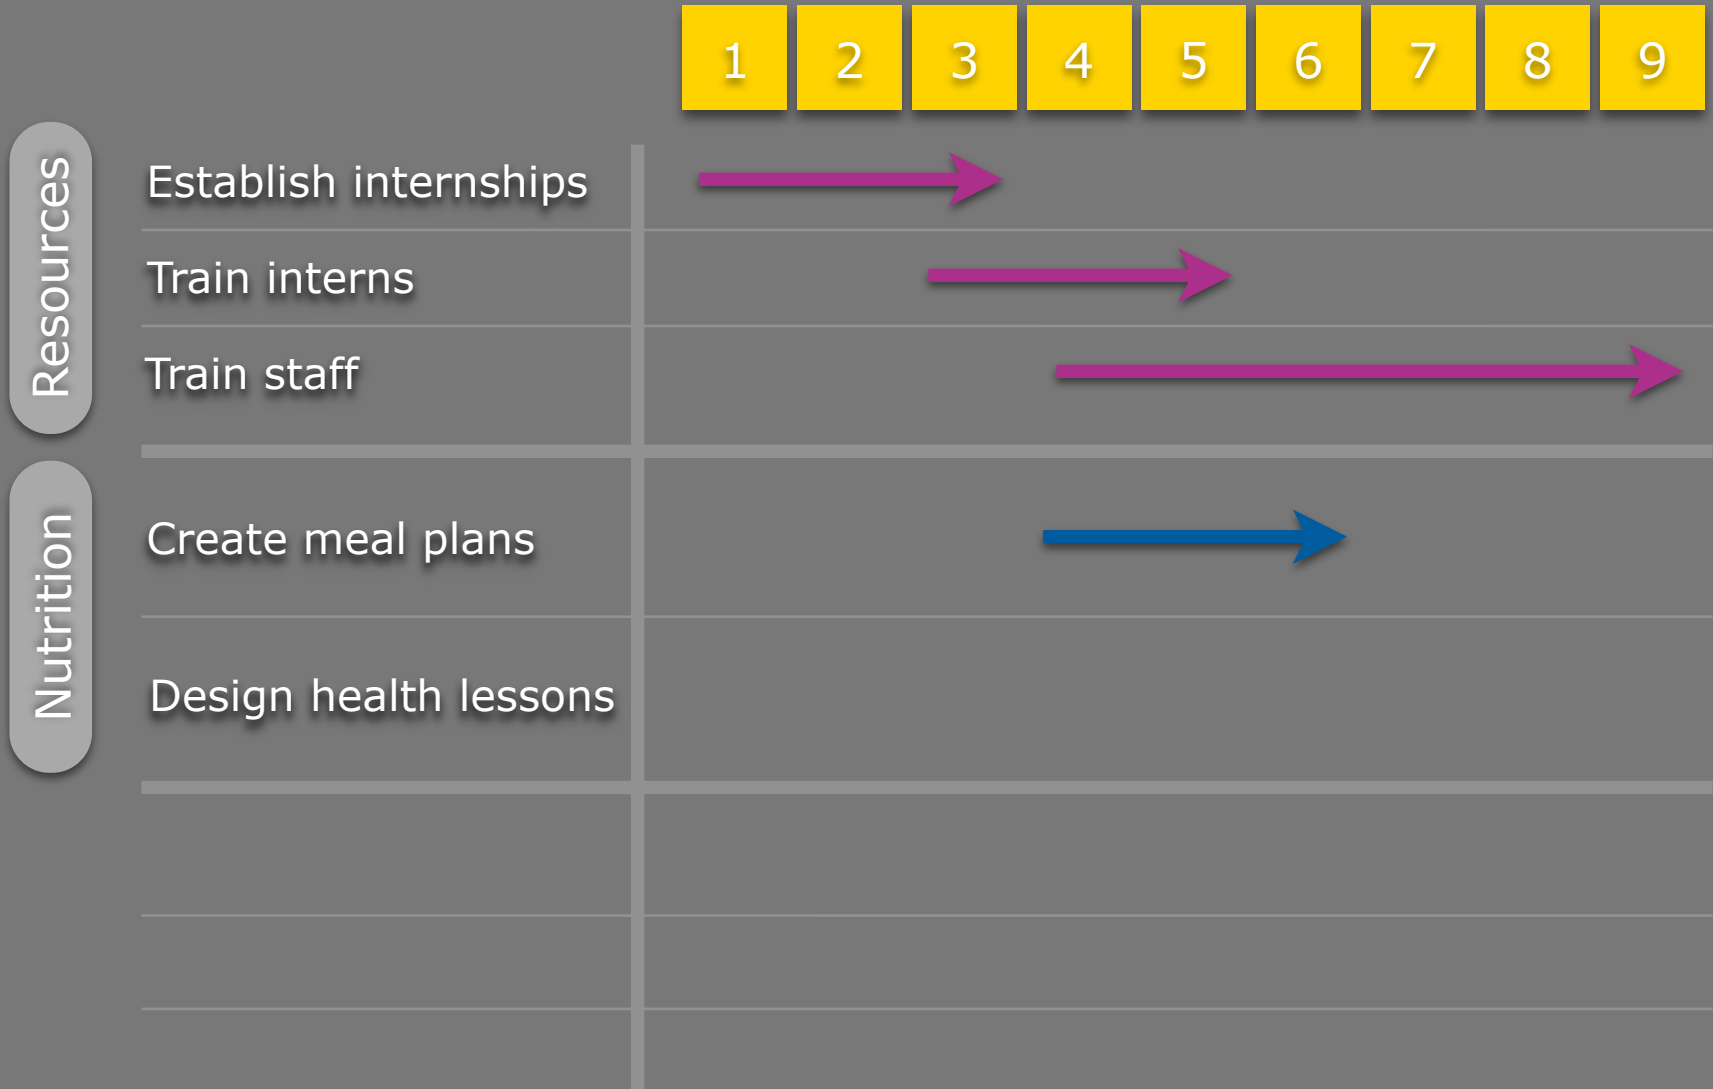 1 2 3 4 5 6 7 8 9
Resources
Establish internships
Train interns
Train staff
Nutrition
Create meal plans
Design health lessons